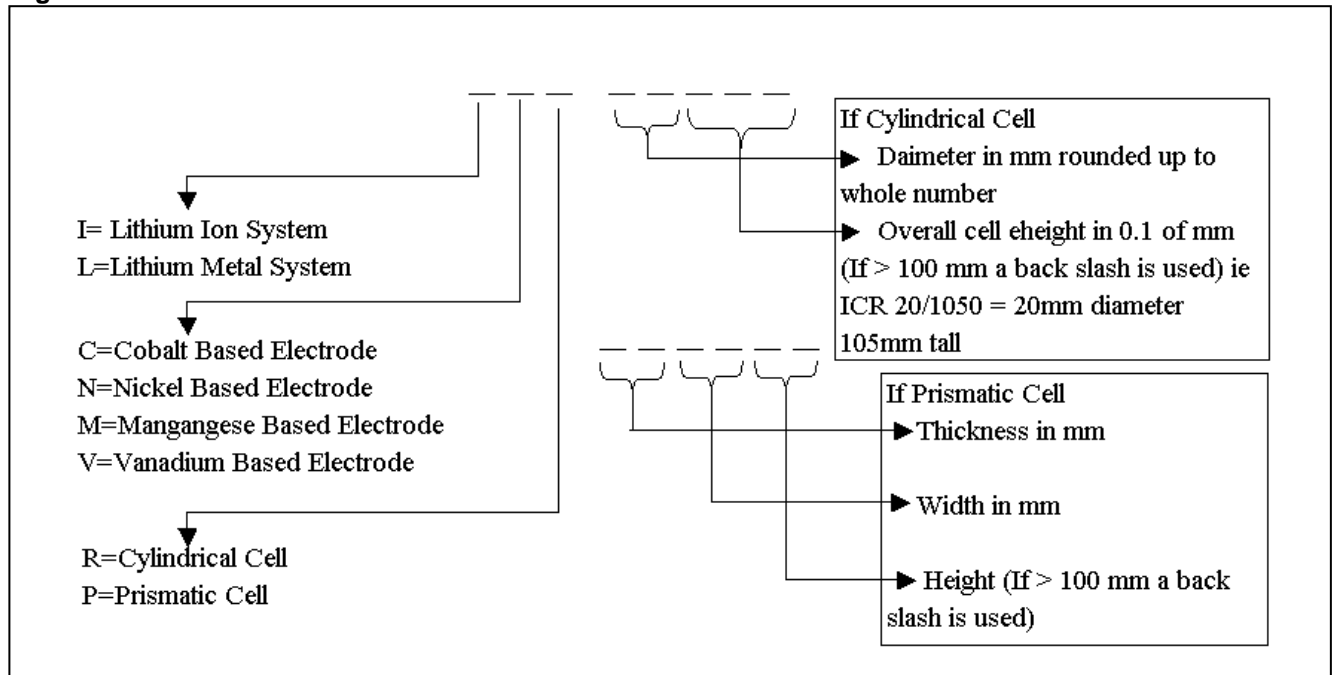 If Cylindrical Cell
Daimeter in mm rounded up to
whole number
Overall cell eheight in 0.1 of mm
(If > 100 mm a back slash is used) ie
ICR 20/1050 = 20mm diameter
105mm tall
I= Lithium Ion System
L=Lithium Metal System
C=Cobalt Based Electrode
N=Nickel Based Electrode
M=Mangangese Based Electrode
V=Vanadium Based Electrode
R=Cylindrical Cell
P=Prismatic Cell
If Prismatic Cell
Thickness in mm
Width in mm
Height (If > 100 mm a back
slash is used)